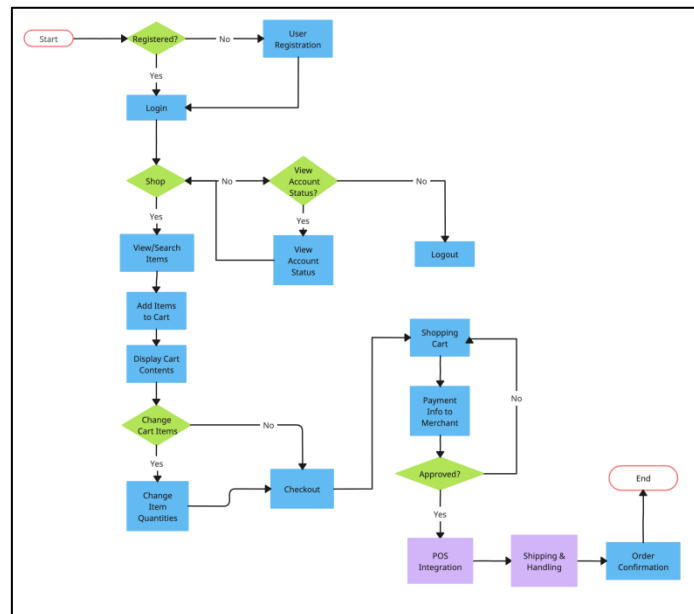 Start
Registered?
No
User
Registration
Yes
Login
Shop
No
View
Account
Status?
No
Yes
Yes
View/Search
Items
View
Account
Status
Logout
Add Items
to Cart
Display Cart
Contents
Shopping
Cart
Change
Cart Items
No
Payment
Info to
Merchant
No
Yes
Change
Item
Quantities
Checkout
Approved?
Yes
End
POS
Integration
Shipping &
Handling
Order
Confirmation